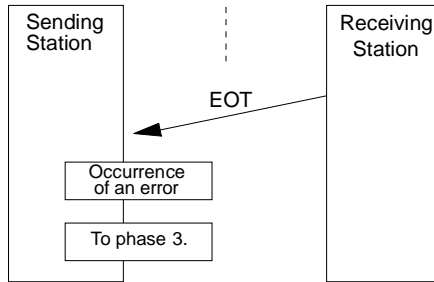 Sending
Station
Receiving
Station
EOT
Occurrence
of an error
To phase 3.